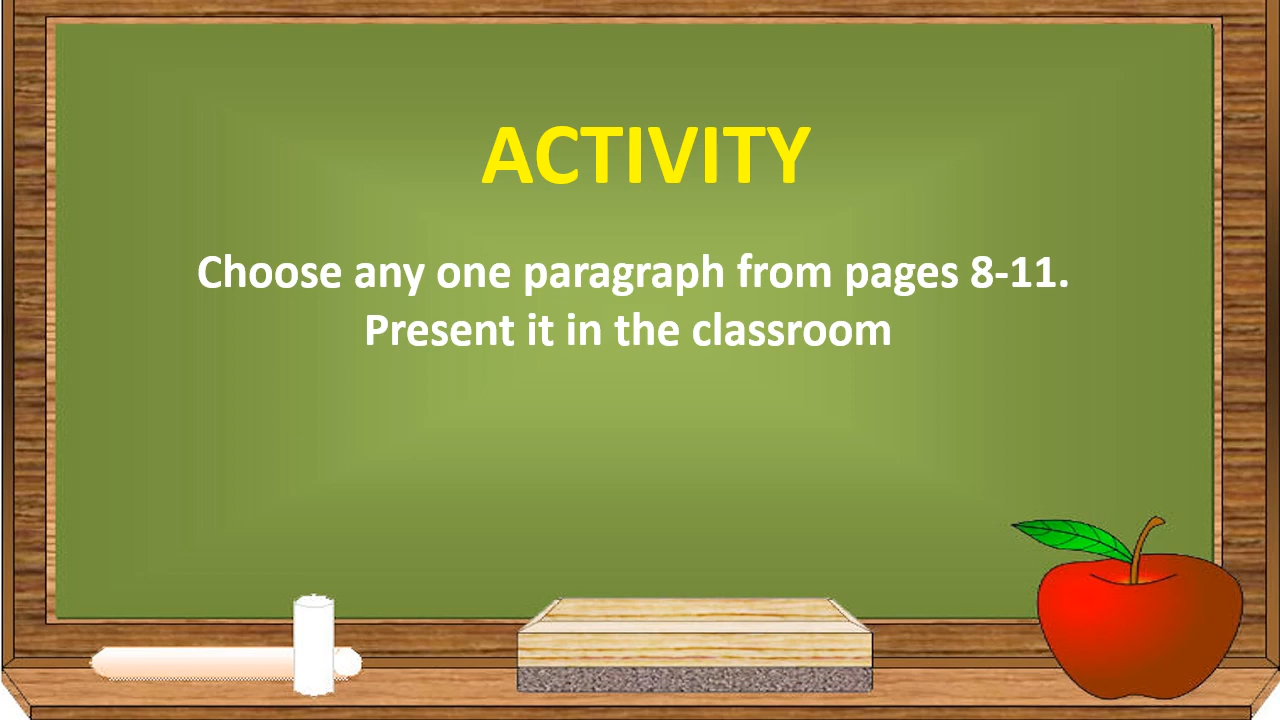 ACTIVITY
Choose any one paragraph from pages 8-11.
Present it in the classroom